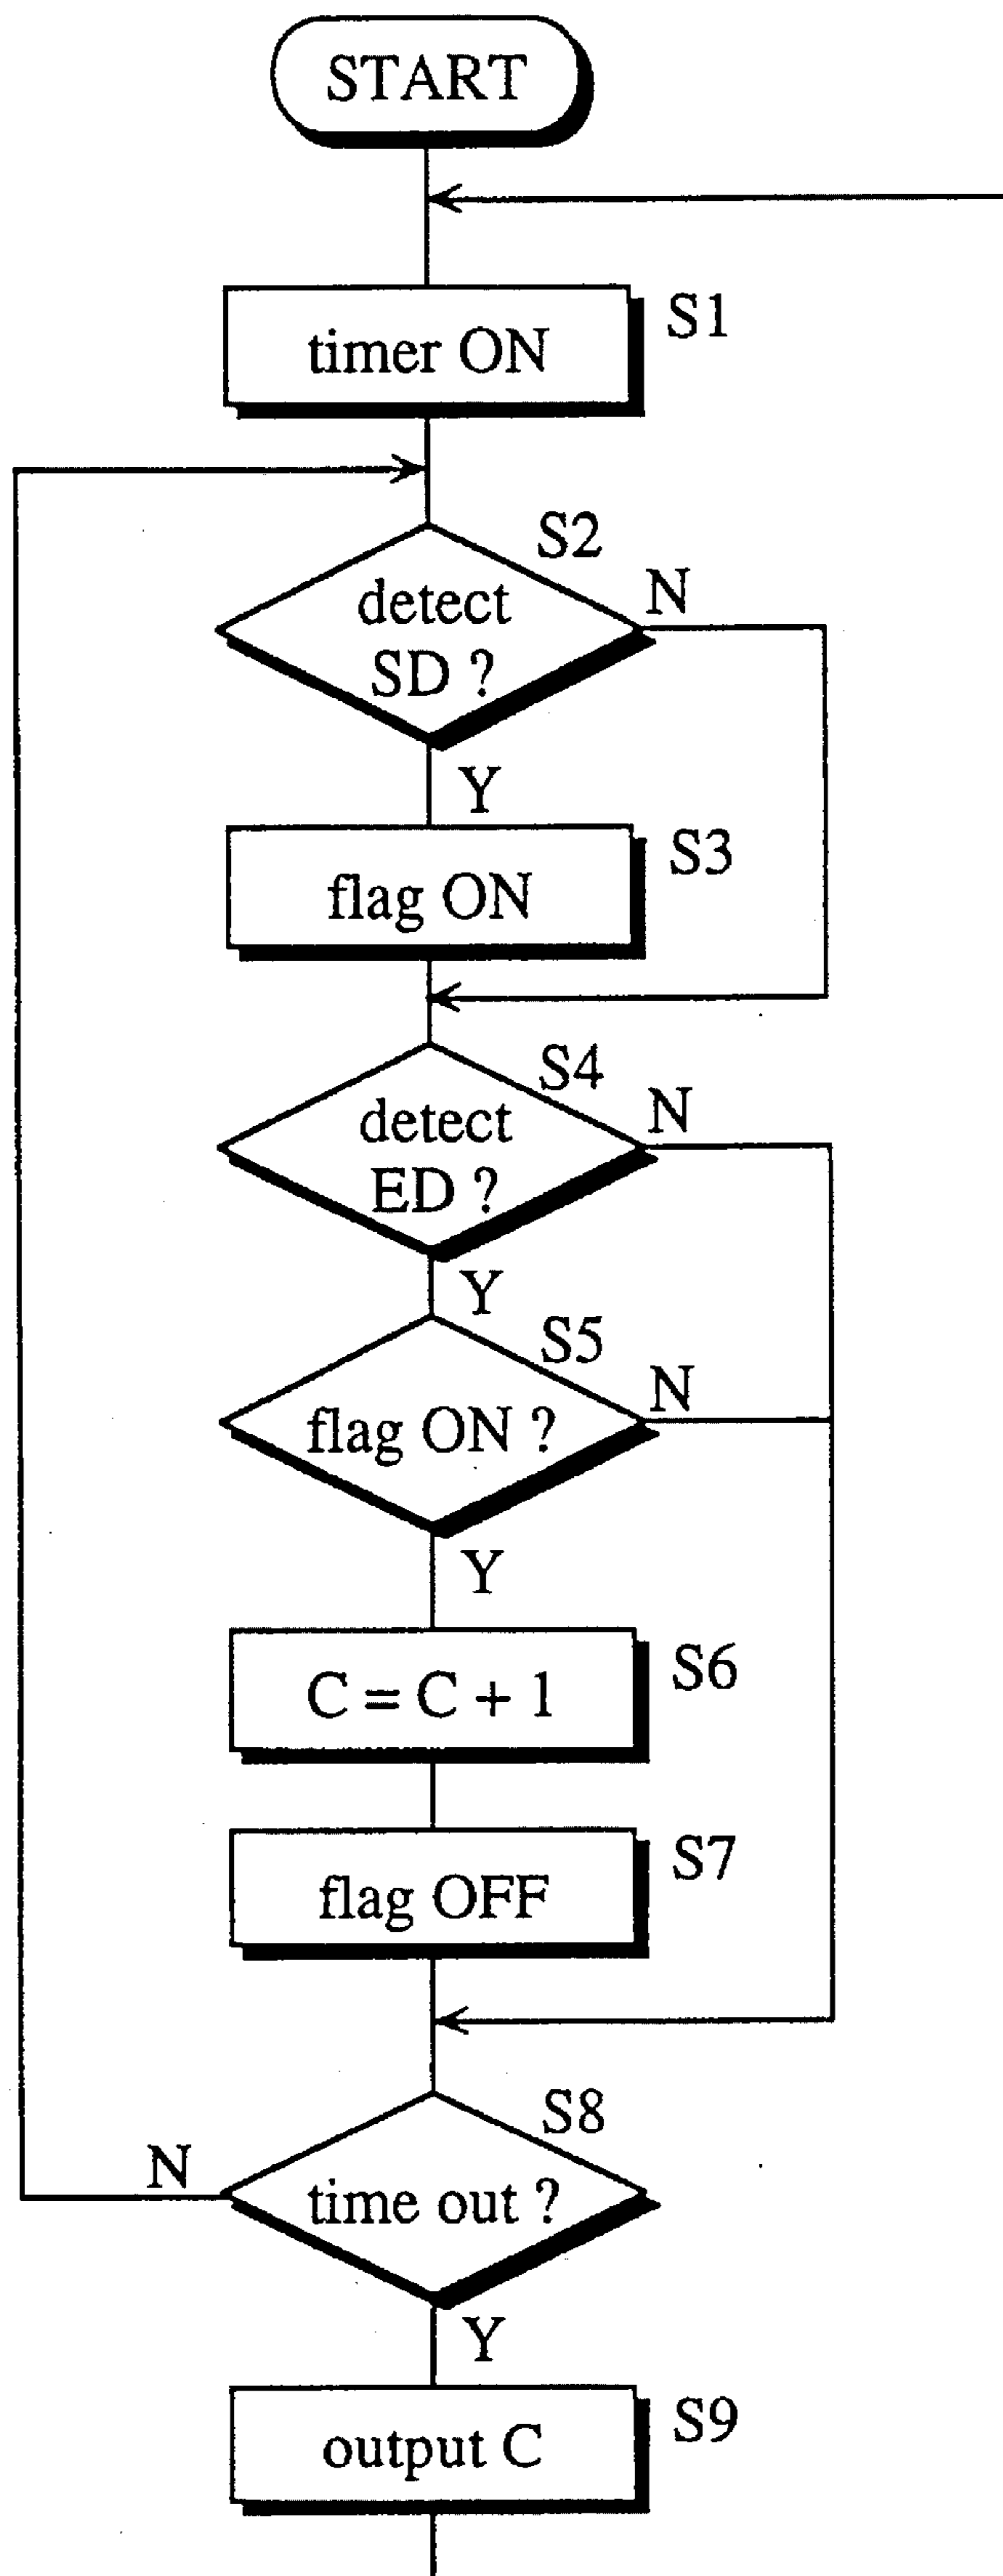 START
S1
timer ON
S2
N
detect
SD ?
Y
S3
flag ON
S4
N
detect
ED ?
Y
S5
N
flag ON ?
Y
S6
C = C + 1
S7
flag OFF
S8
N
time out ?
Y
S9
output C